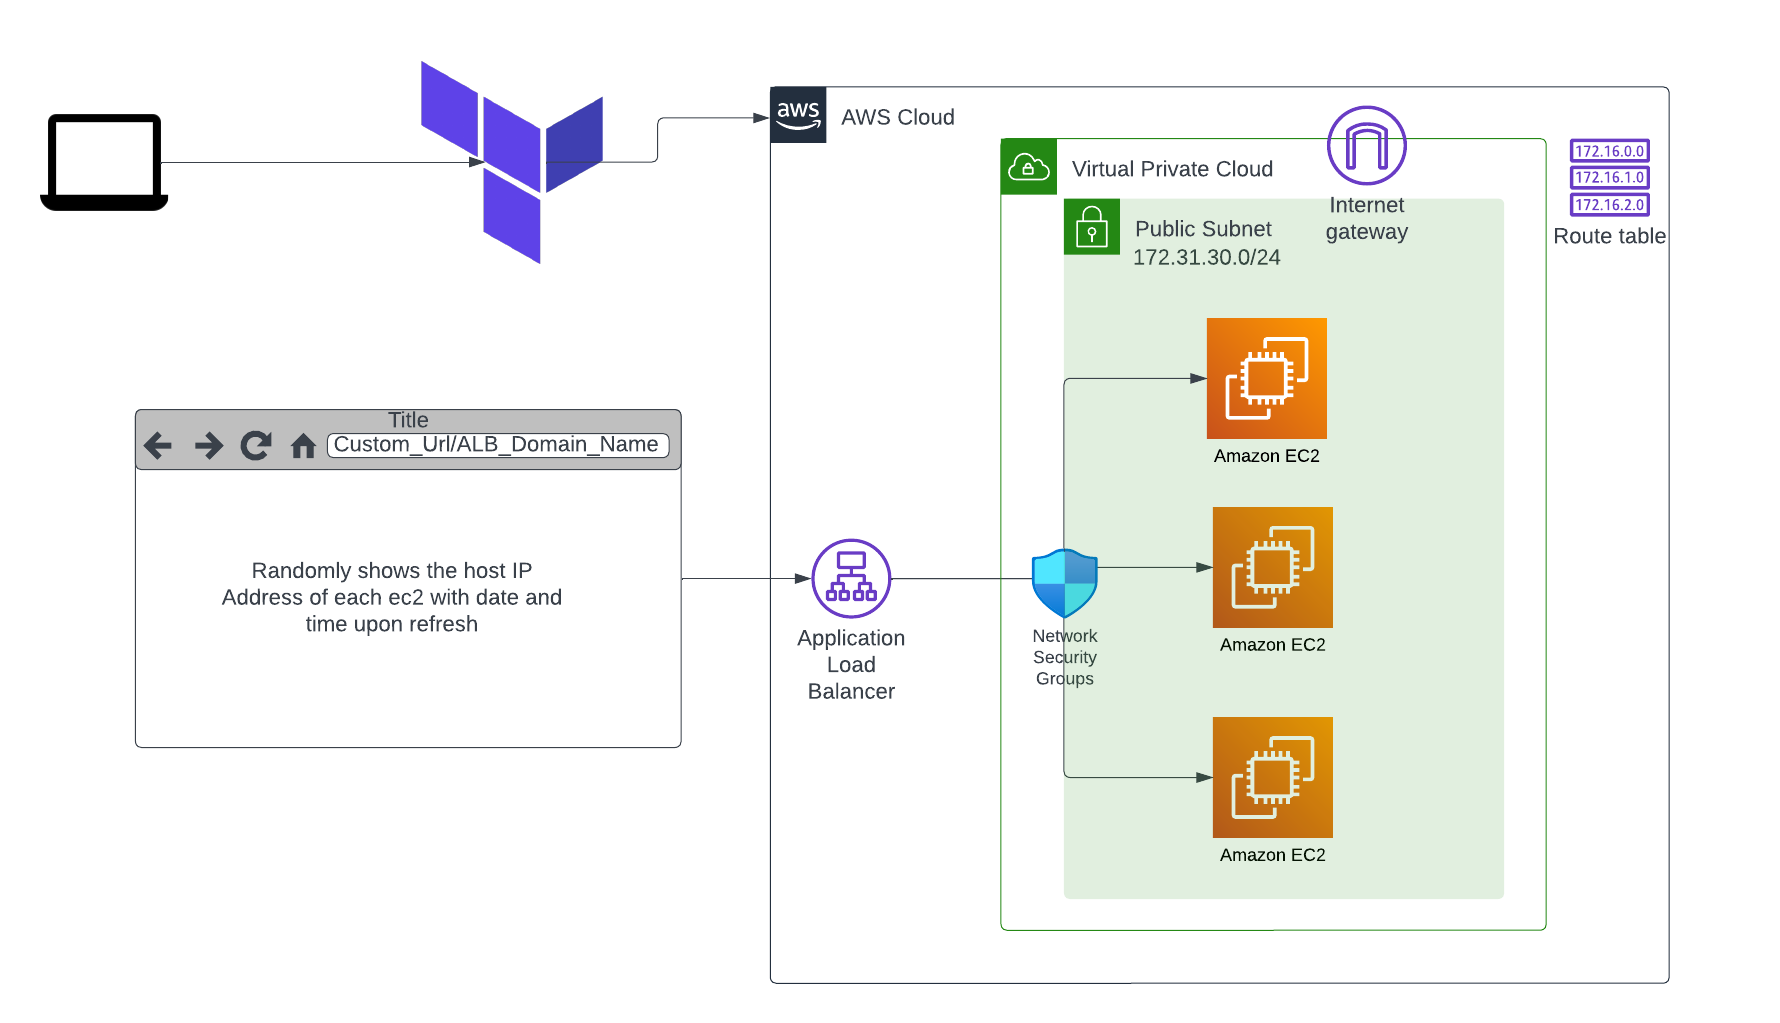 aws
AWS Cloud
Virtual Private Cloud
Public Subnet
172.31.30.0/24
Internet
gateway
172.16.0.0
172.16.1.0
172.16.2.0
Route table
Title
Custom_Url/ALB_Domain_Name
Randomly shows the host IP
Address of each ec2 with date and
time upon refresh
Application
Load
Balancer
Network
Security
Groups
Amazon EC2
Amazon EC2
Amazon EC2